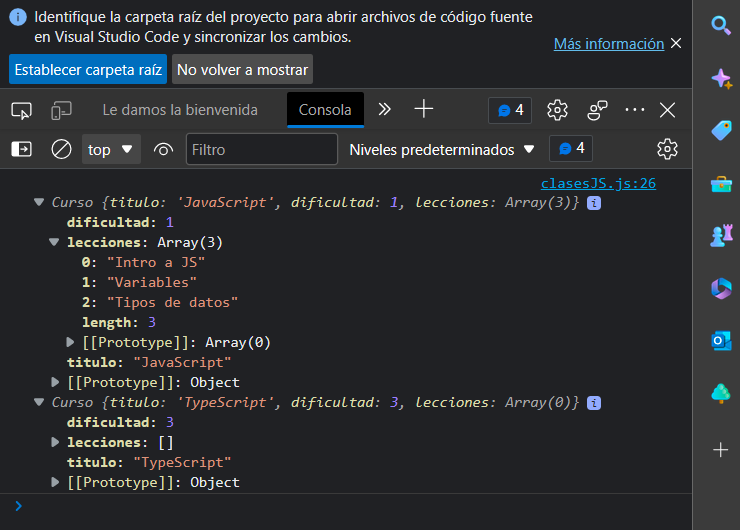 Identifique la carpeta raíz del proyecto para abrir archivos de código fuente
en Visual Studio Code y sincronizar los cambios.
Más información
Establecer carpeta raíz No volver a mostrar
Le damos la bienvenida Consola 4
top Filtro Niveles predeterminados 4
clasesJS.js:26
Curso {titulo: 'JavaScript', dificultad: 1, lecciones: Array(3)} i
dificultad: 1
lecciones: Array(3)
0: "Intro a JS"
1: "Variables"
2: "Tipos de datos"
length: 3
[[Prototype]]: Array(0)
titulo: "JavaScript"
[[Prototype]]: Object
Curso {titulo: 'TypeScript', dificultad: 3, lecciones: Array(0)} i
dificultad: 3
lecciones: []
titulo: "TypeScript"
[[Prototype]]: Object